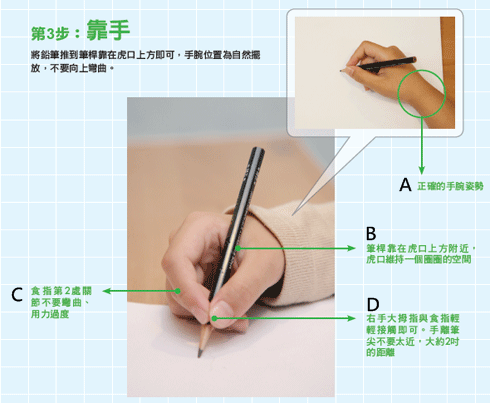 第3步：靠手
將鉛筆推到筆桿靠在虎口上方即可，手腕位置為自然擺
放，不要向上彎曲。
A 正確的手腕姿勢
B
筆桿靠在虎口上方附近，
虎口維持一個圈圈的空間
C 食指第2處關
節不要彎曲、
用力過度
D
右手大拇指與食指輕
輕接觸即可。手離筆
尖不要太近，大約2吋
的距離